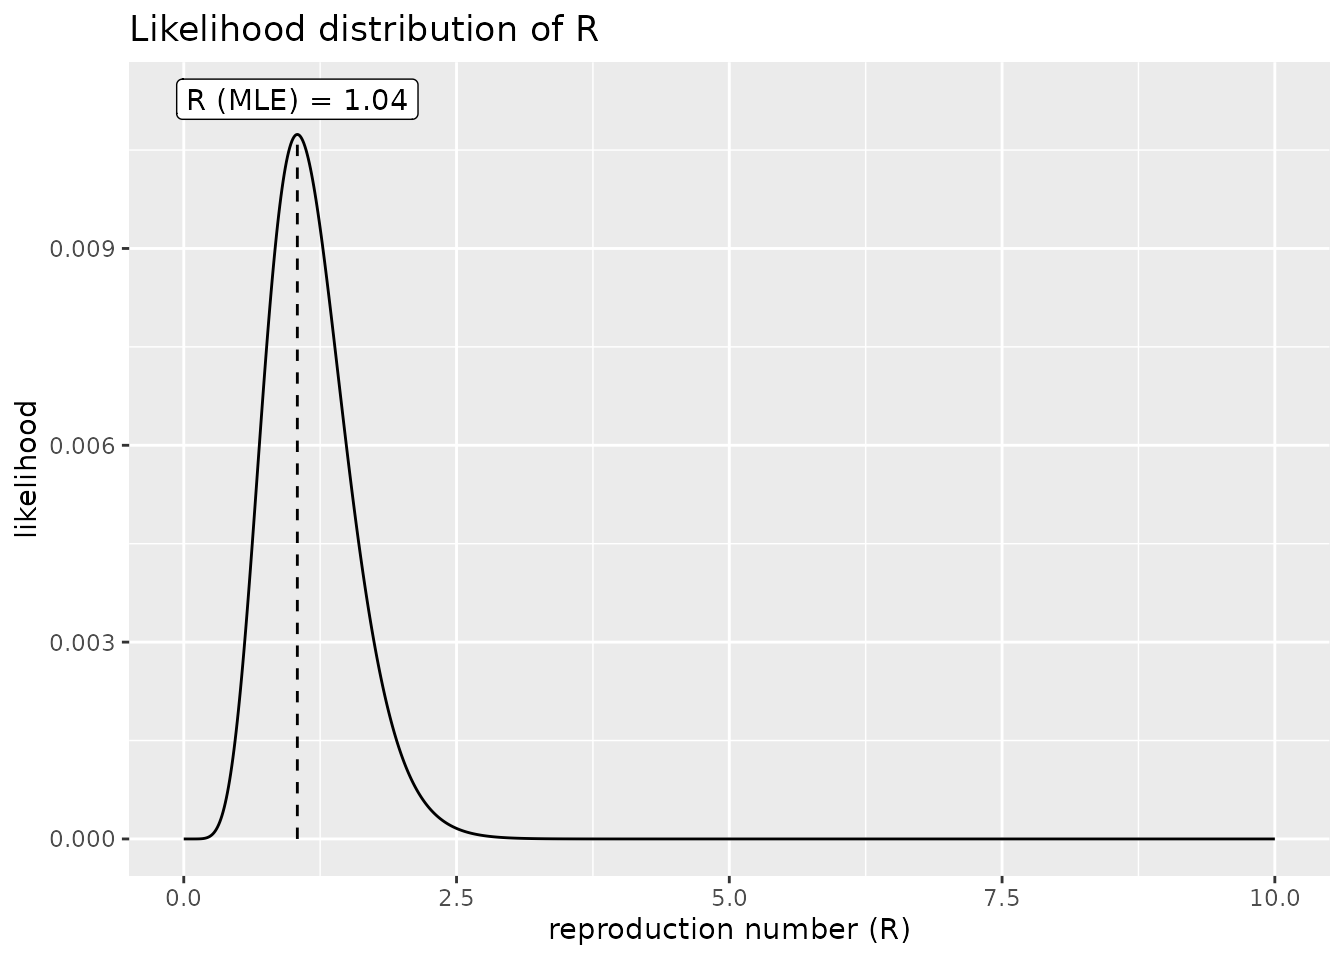 Likelihood distribution of R
R (MLE) = 1.04
likelihood
0.009
0.006
0.003
0.000
0.0 2.5 5.0 7.5 10.0
reproduction number (R)